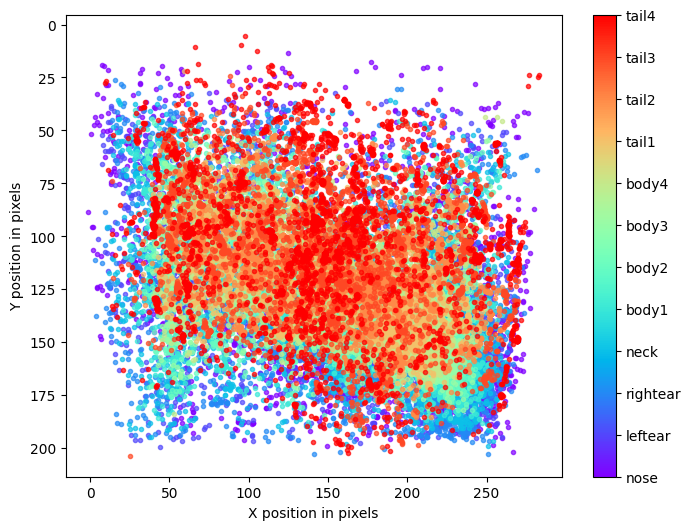 0
25
50
75
100
125
150
175
200
Y position in pixels
0
50
100
150
200
250
X position in pixels
tail4
tail3
tail2
tail1
body4
body3
body2
body1
neck
rightear
leftear
nose